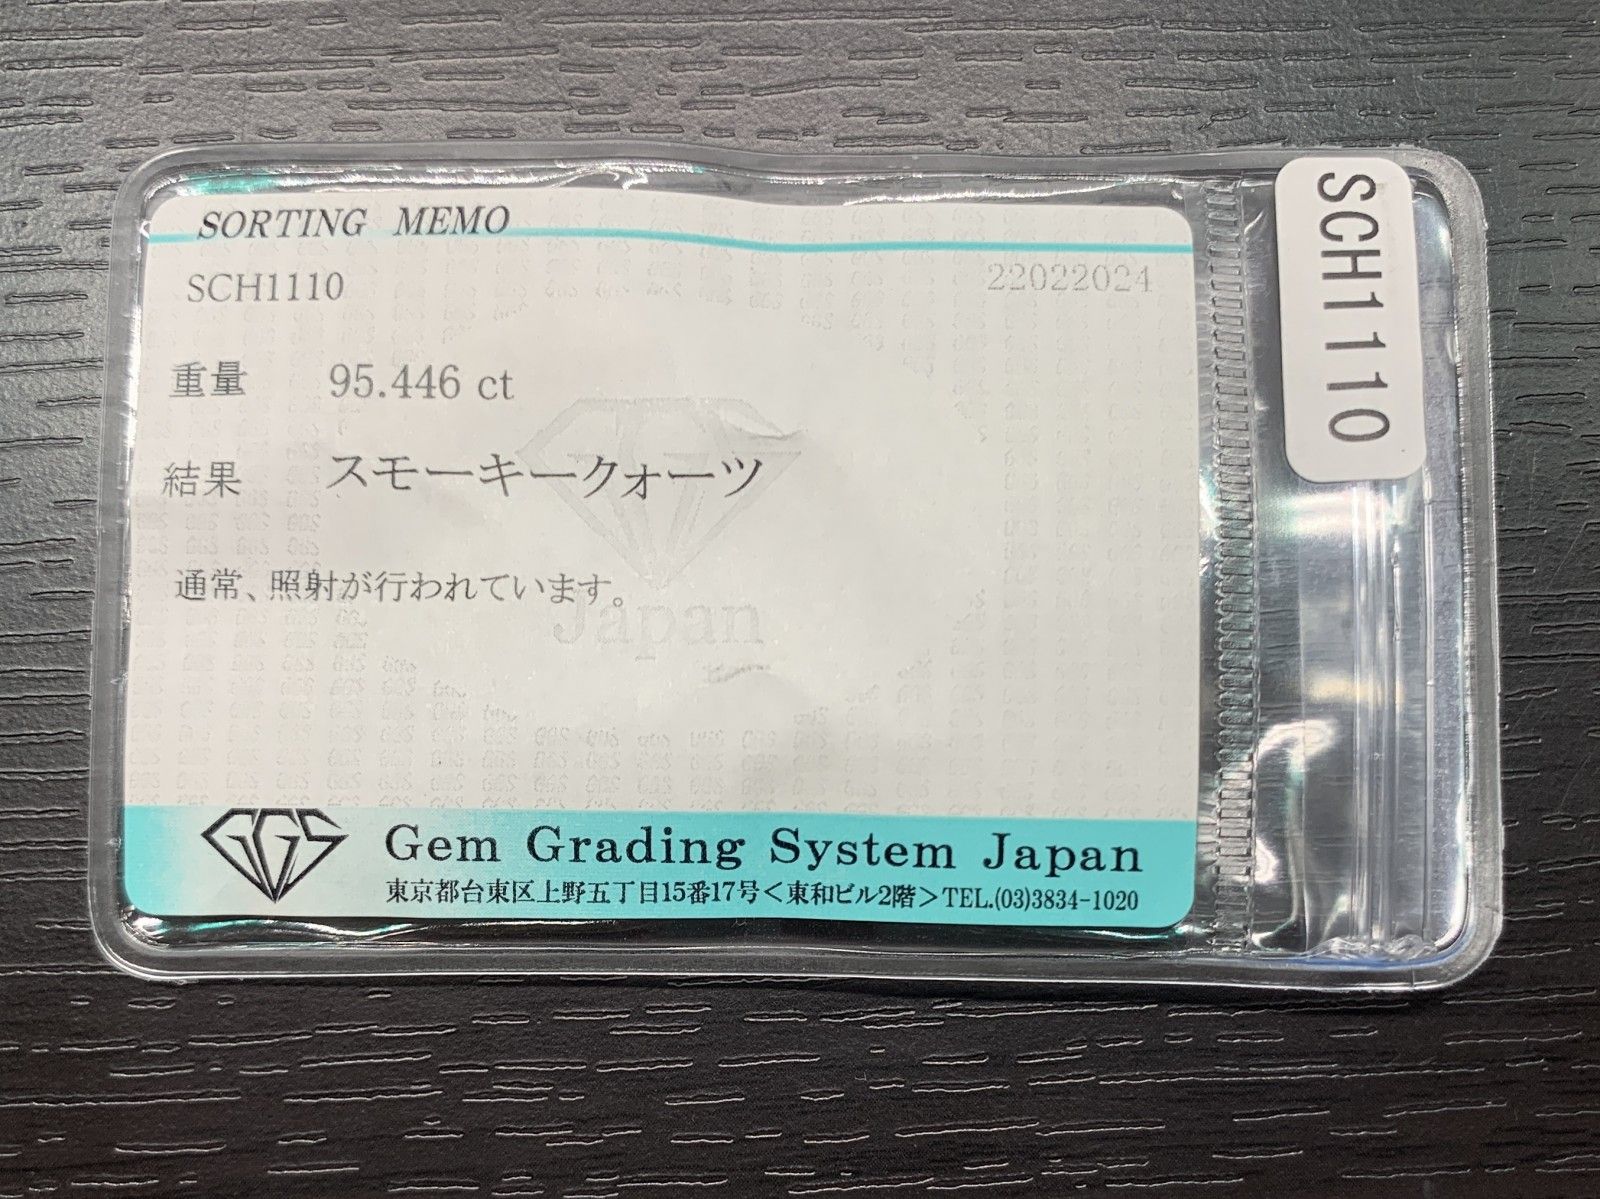 SORTING MEMO
SCH1110
22022024
SCH1110
重量 95.446 ct
結果 スモーキークォーツ
通常、照射が行われています。
Japan
GGS
Gem Grading System Japan
東京都台東区上野五丁目15番17号＜東和ビル2階＞TEL.(03)3834-1020